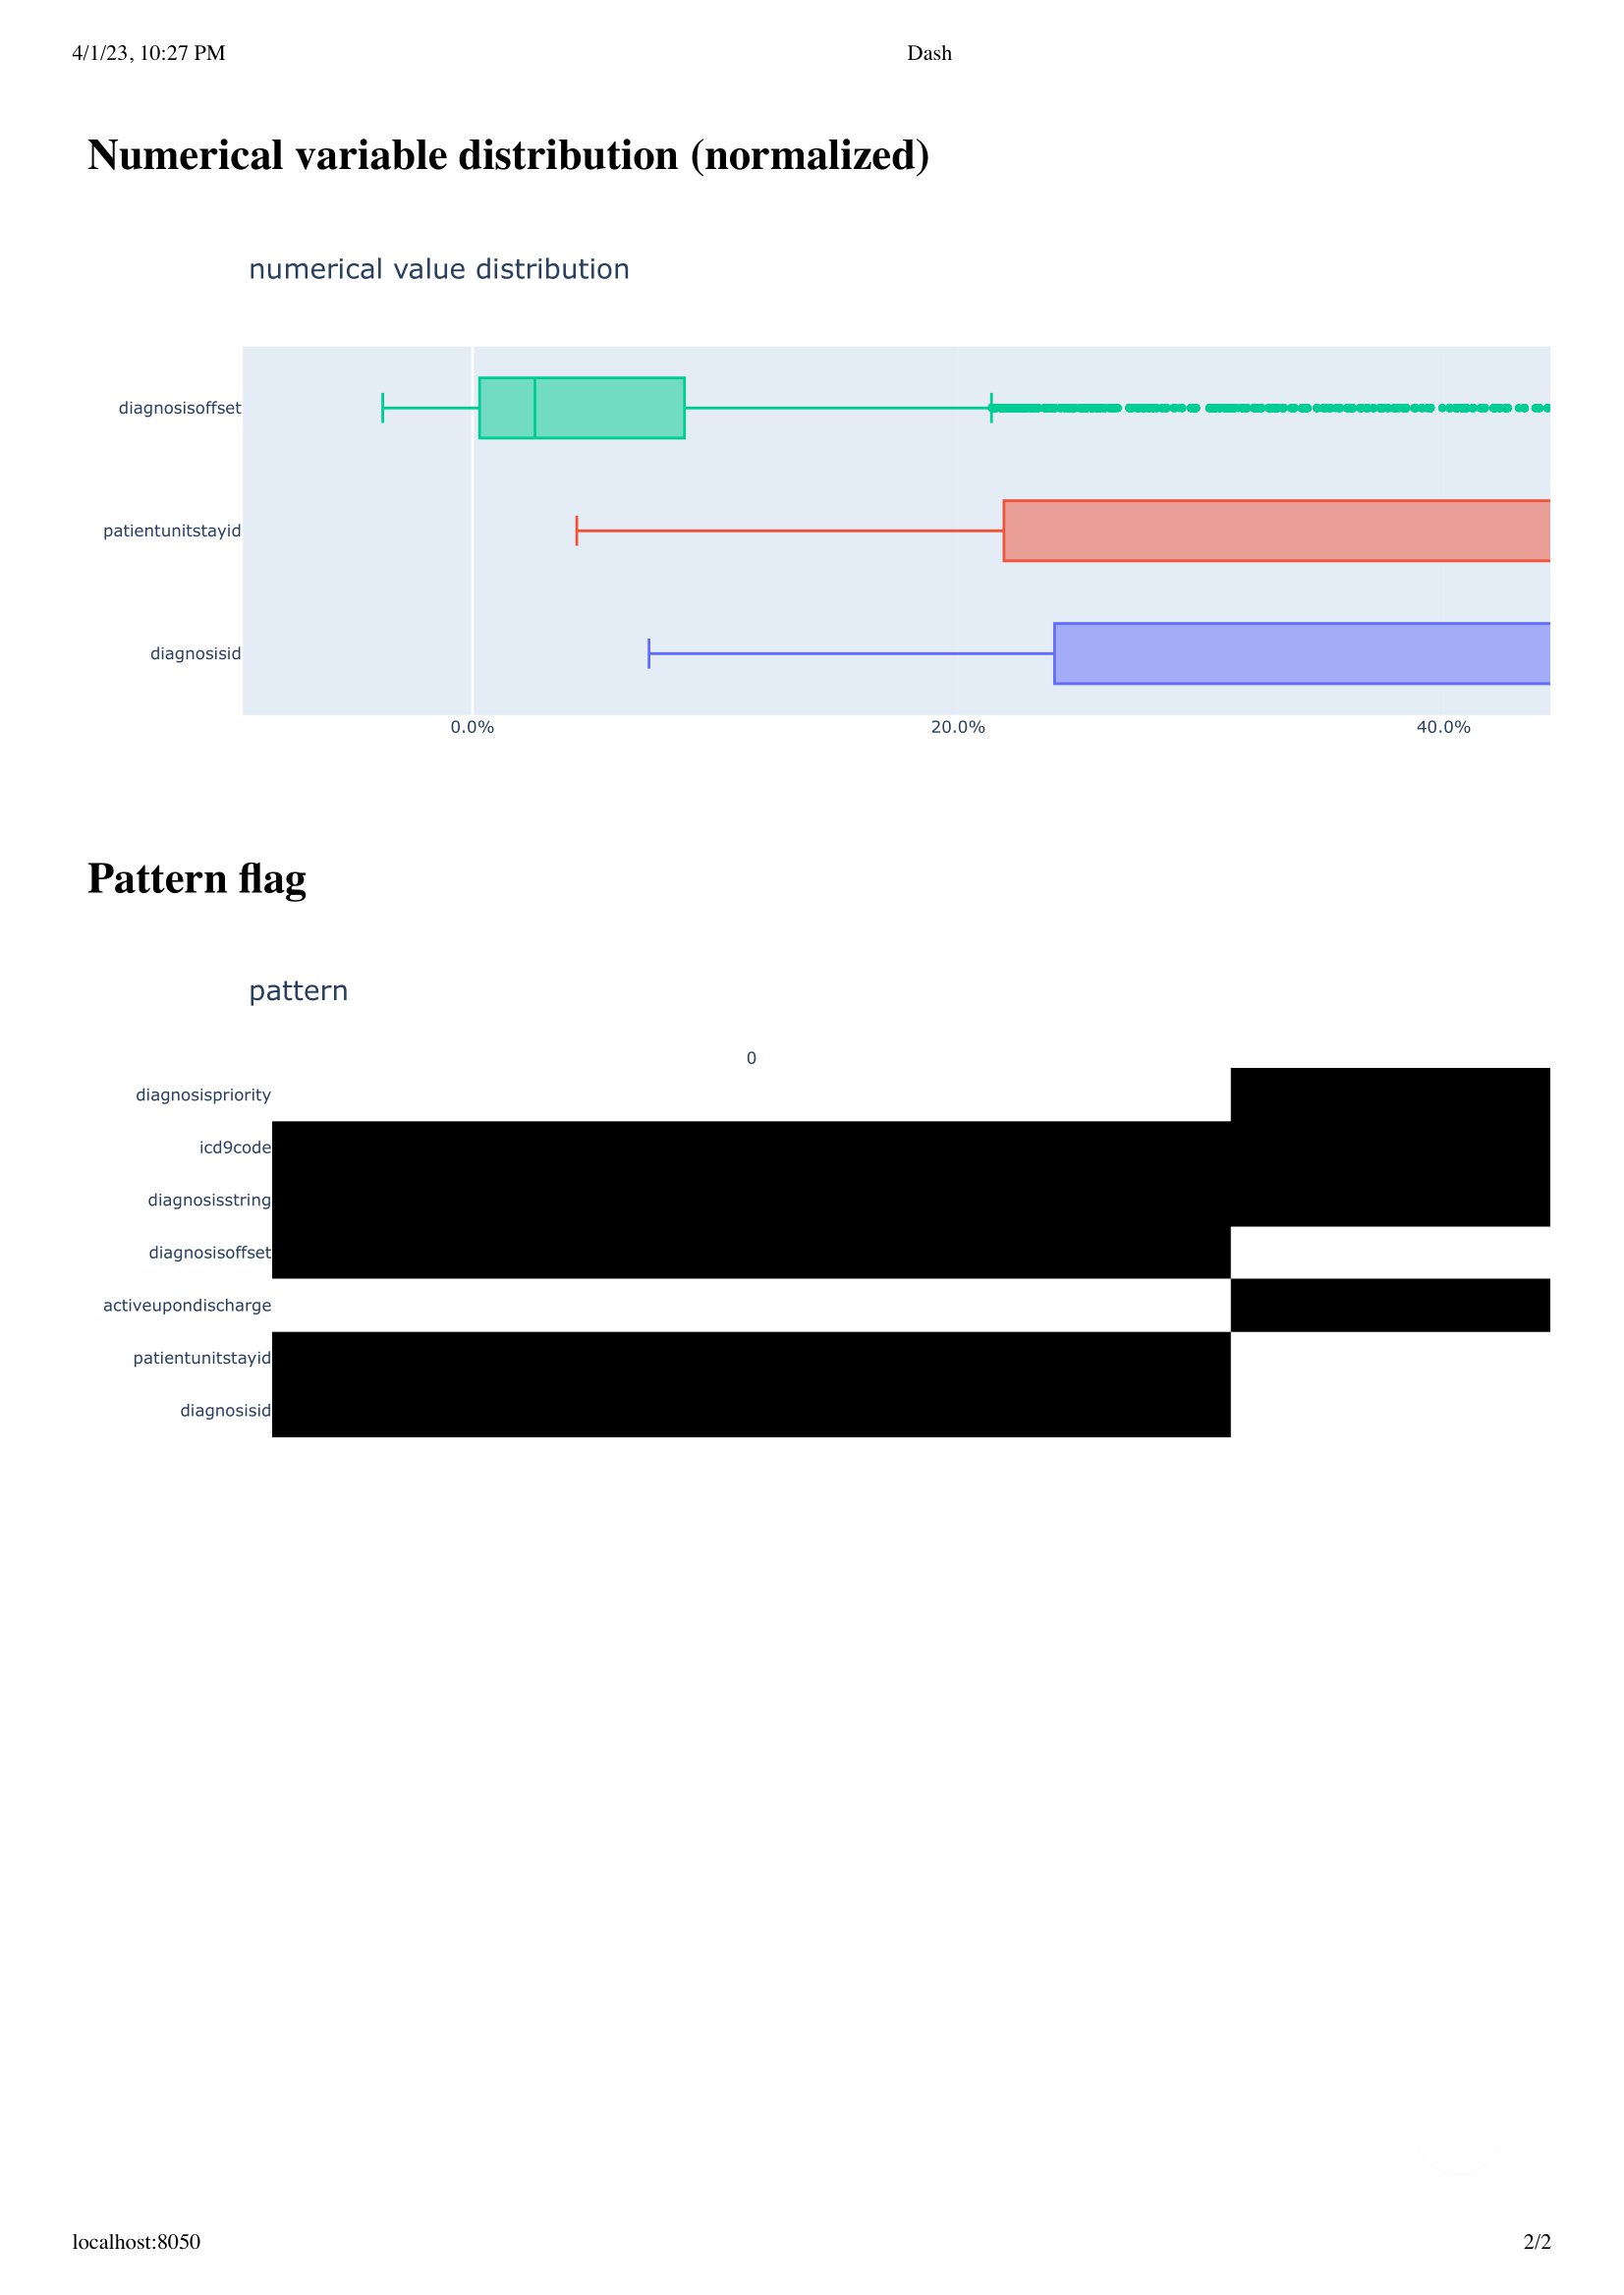 4/1/23, 10:27 PM Dash
Numerical variable distribution (normalized)
numerical value distribution
diagnosisoffset
patientunitstayid
diagnosisid
0.0% 20.0% 40.0%
Pattern flag
pattern
0
diagnosispriority
icd9code
diagnosisstring
diagnosisoffset
activeupondischarge
patientunitstayid
diagnosisid
localhost:8050 2/2